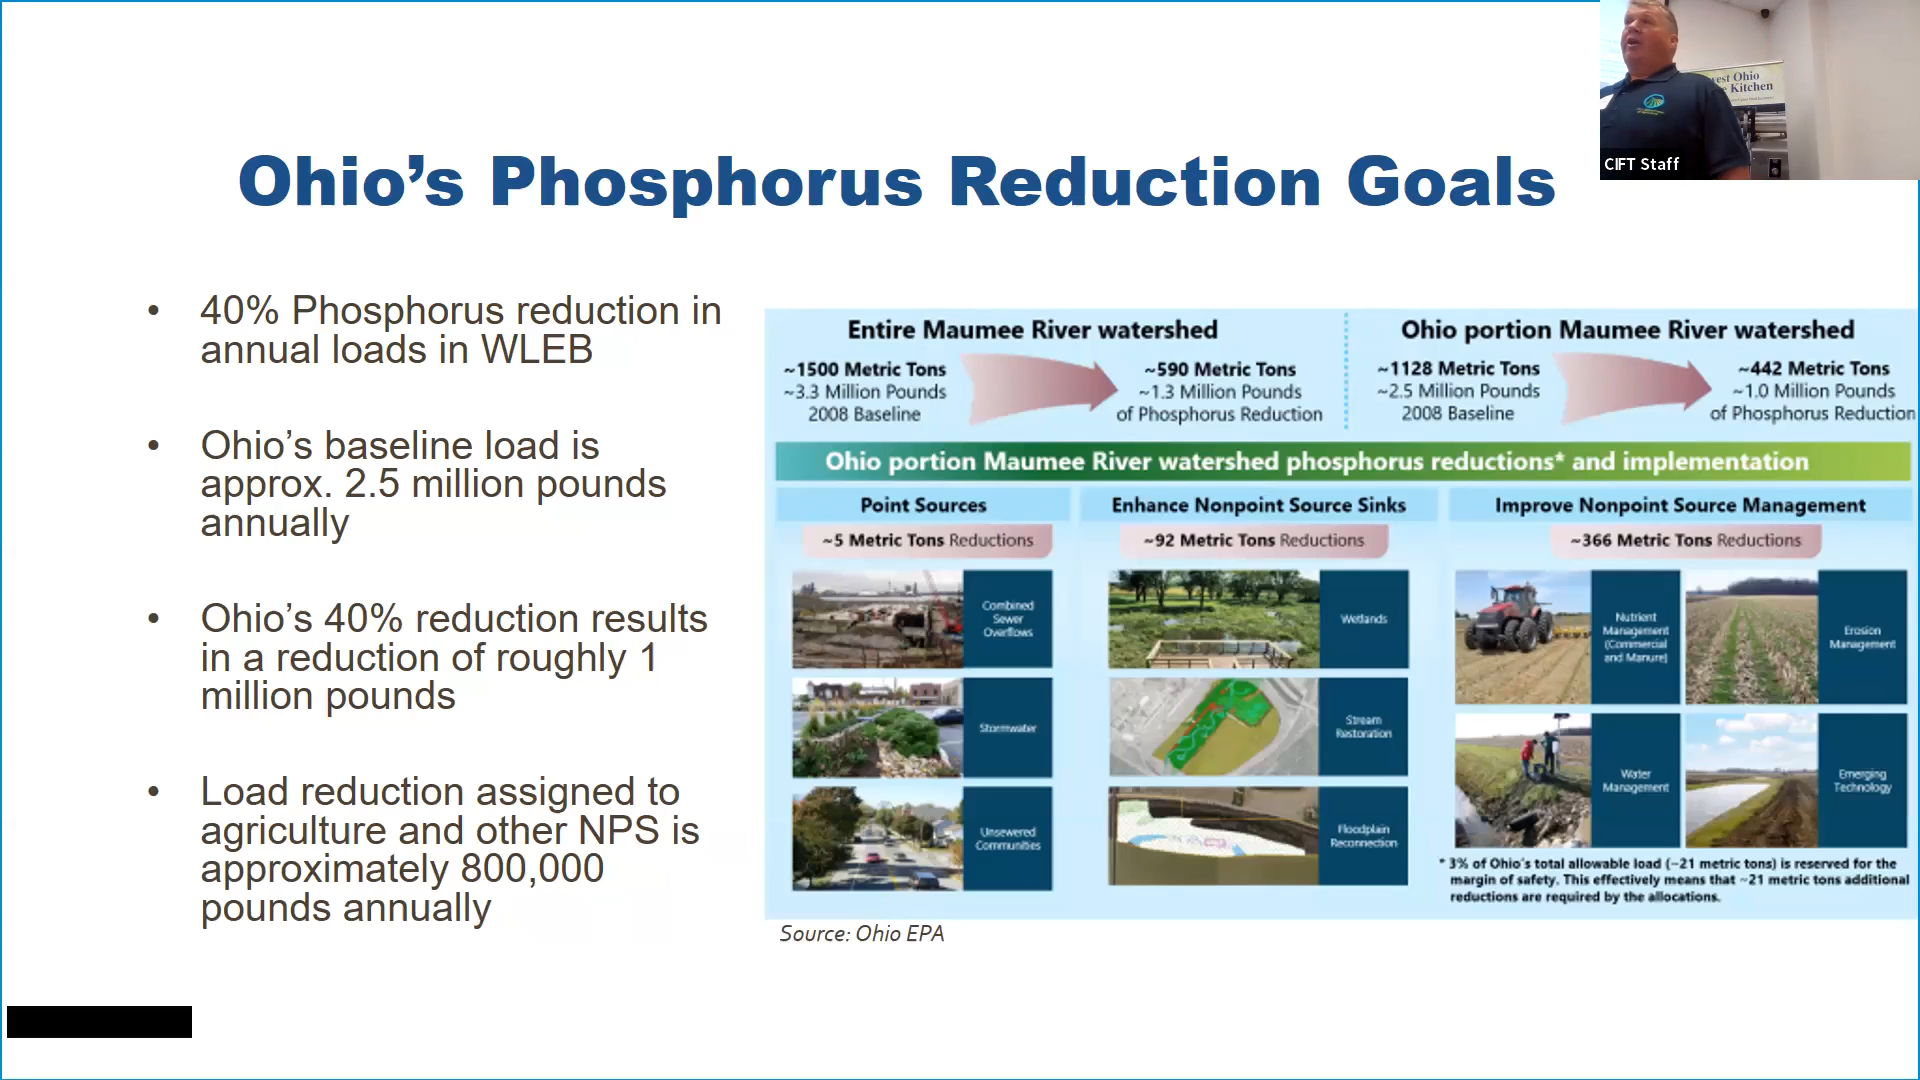 west Ohio
Kitchen
CIFT Staff
Ohio’s Phosphorus Reduction Goals
• 40% Phosphorus reduction in
annual loads in WLEB
• Ohio’s baseline load is
approx. 2.5 million pounds
annually
• Ohio’s 40% reduction results
in a reduction of roughly 1
million pounds
• Load reduction assigned to
agriculture and other NPS is
approximately 800,000
pounds annually
Entire Maumee River watershed
~1500 Metric Tons
~3.3 Million Pounds
2008 Baseline
~590 Metric Tons
~1.3 Million Pounds
of Phosphorus Reduction
Ohio portion Maumee River watershed
~1128 Metric Tons
~2.5 Million Pounds
2008 Baseline
~442 Metric Tons
~1.0 Million Pounds
of Phosphorus Reduction
Ohio portion Maumee River watershed phosphorus reductions* and implementation
Point Sources
~5 Metric Tons Reductions
Combined
Sewer
Overflows
Stormwater
Unsewered
Communities
Enhance Nonpoint Source Sinks
~92 Metric Tons Reductions
Wetlands
Stream
Restoration
Floodplain
Reconnection
Improve Nonpoint Source Management
~366 Metric Tons Reductions
Nutrient
Management
(Commercial
and Manure)
Erosion
Management
Water
Management
Emerging
Technology
* 3% of Ohio's total allowable load (~21 metric tons) is reserved for the
margin of safety. This effectively means that ~21 metric tons additional
reductions are required by the allocations.
Source: Ohio EPA